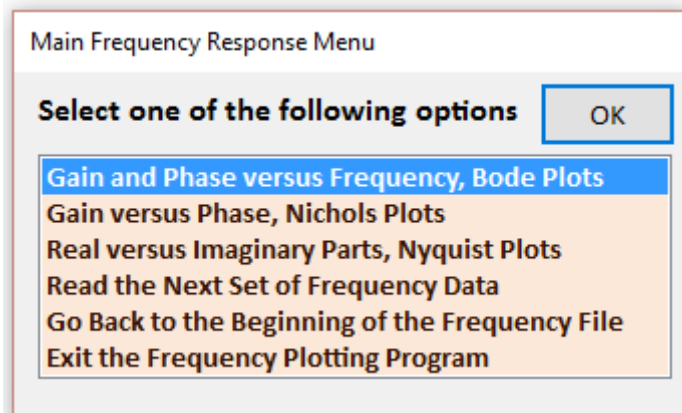 Main Frequency Response Menu
Select one of the following options
OK
Gain and Phase versus Frequency, Bode Plots
Gain versus Phase, Nichols Plots
Real versus Imaginary Parts, Nyquist Plots
Read the Next Set of Frequency Data
Go Back to the Beginning of the Frequency File
Exit the Frequency Plotting Program